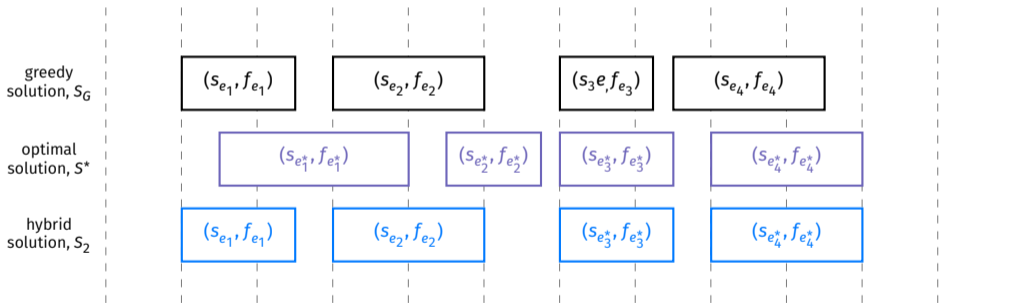 greedy
solution, S_G
(s_{e_1}, f_{e_1})
(s_{e_2}, f_{e_2})
(s_3e, f_{e_3})
(s_{e_4}, f_{e_4})
optimal
solution, S*
(s_{e_1^*}, f_{e_1^*})
(s_{e_2^*}, f_{e_2^*})
(s_{e_3^*}, f_{e_3^*})
(s_{e_4^*}, f_{e_4^*})
hybrid
solution, S_2
(s_{e_1}, f_{e_1})
(s_{e_2}, f_{e_2})
(s_{e_3^*}, f_{e_3^*})
(s_{e_4^*}, f_{e_4^*})